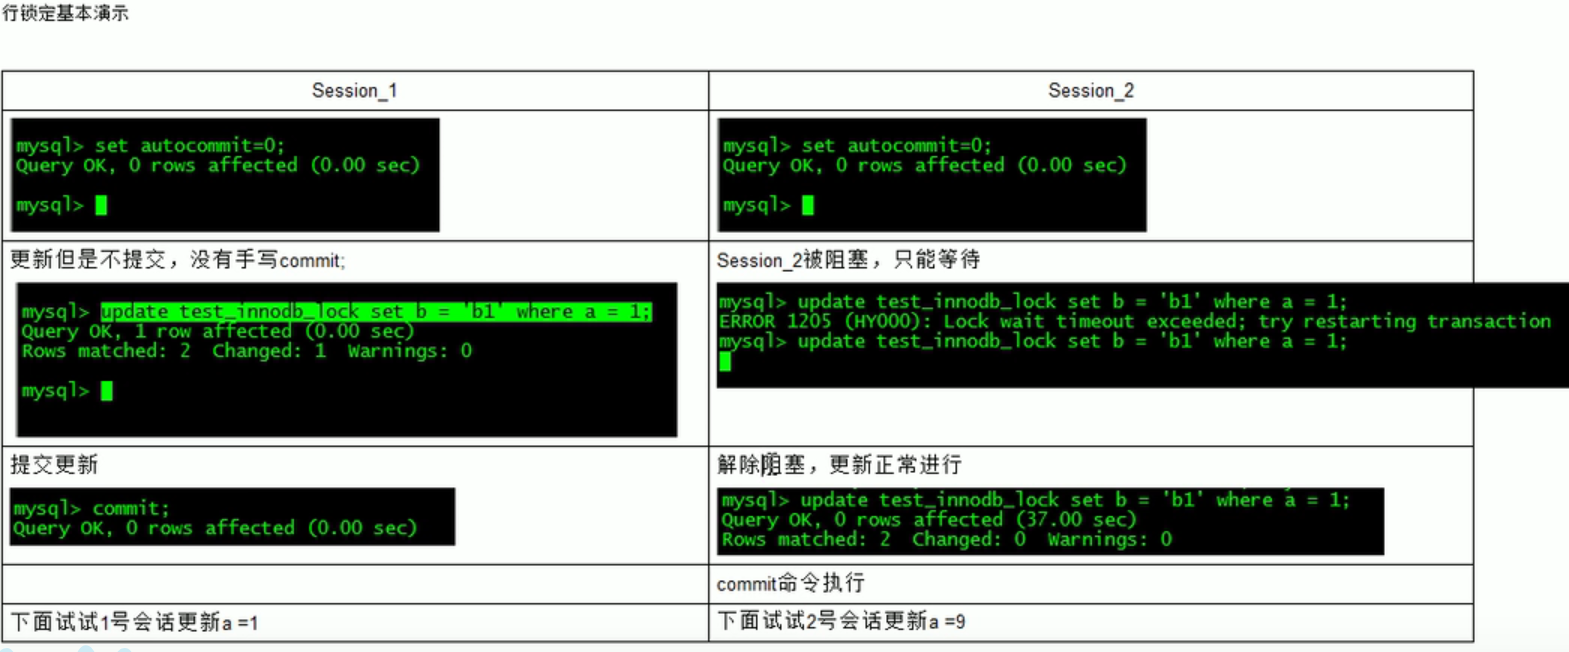 行锁定基本演示
Session_1
Session_2
mysql> set autocommit=0;
Query OK, 0 rows affected (0.00 sec)
mysql>
mysql> set autocommit=0;
Query OK, 0 rows affected (0.00 sec)
mysql>
更新但是不提交，没有手写commit;
mysql> update test_innodb_lock set b = 'b1' where a = 1;
Query OK, 1 row affected (0.00 sec)
Rows matched: 2  Changed: 1  Warnings: 0
mysql>
Session_2被阻塞，只能等待
mysql> update test_innodb_lock set b = 'b1' where a = 1;
ERROR 1205 (HY000): Lock wait timeout exceeded; try restarting transaction
mysql> update test_innodb_lock set b = 'b1' where a = 1;
提交更新
mysql> commit;
Query OK, 0 rows affected (0.00 sec)
解除阻塞，更新正常进行
mysql> update test_innodb_lock set b = 'b1' where a = 1;
Query OK, 0 rows affected (37.00 sec)
Rows matched: 2  Changed: 0  Warnings: 0
commit命令执行
下面试试1号会话更新a =1
下面试试2号会话更新a =9